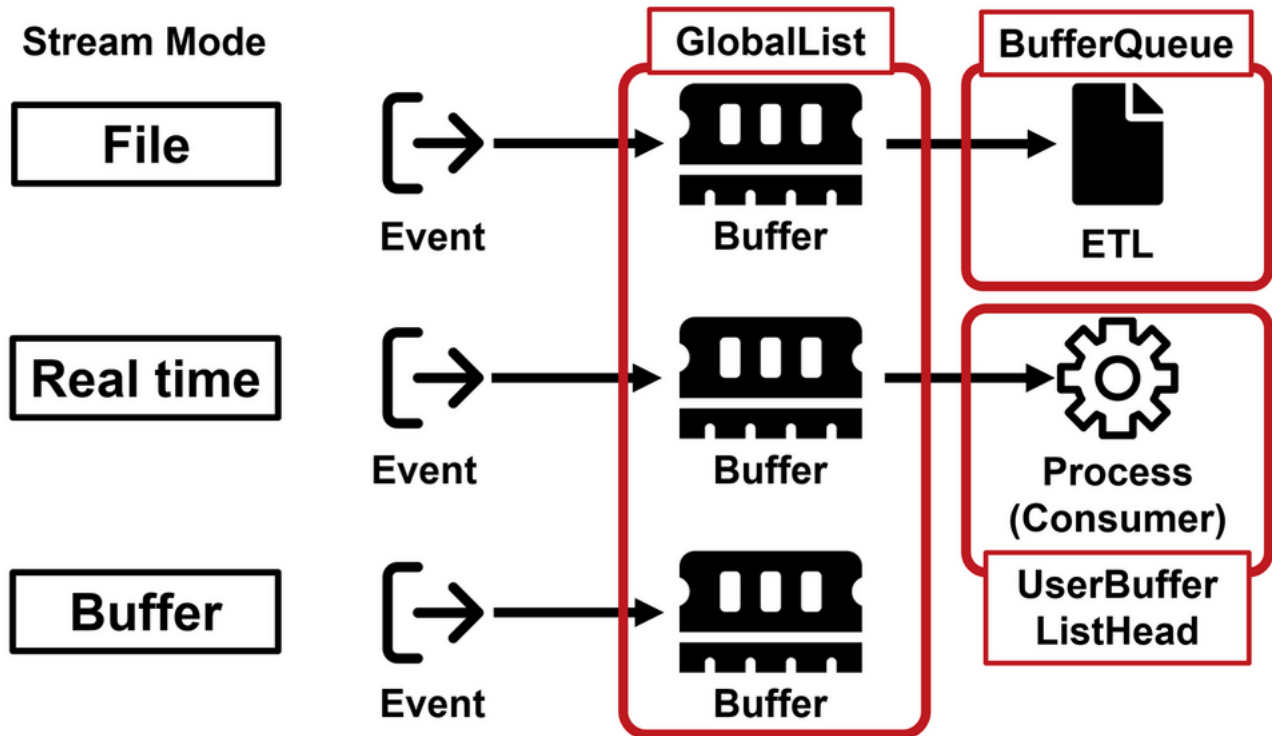 Stream Mode
GlobalList
BufferQueue
File
Event
Buffer
ETL
Real time
Event
Buffer
Process
(Consumer)
Buffer
Event
Buffer
UserBuffer
ListHead